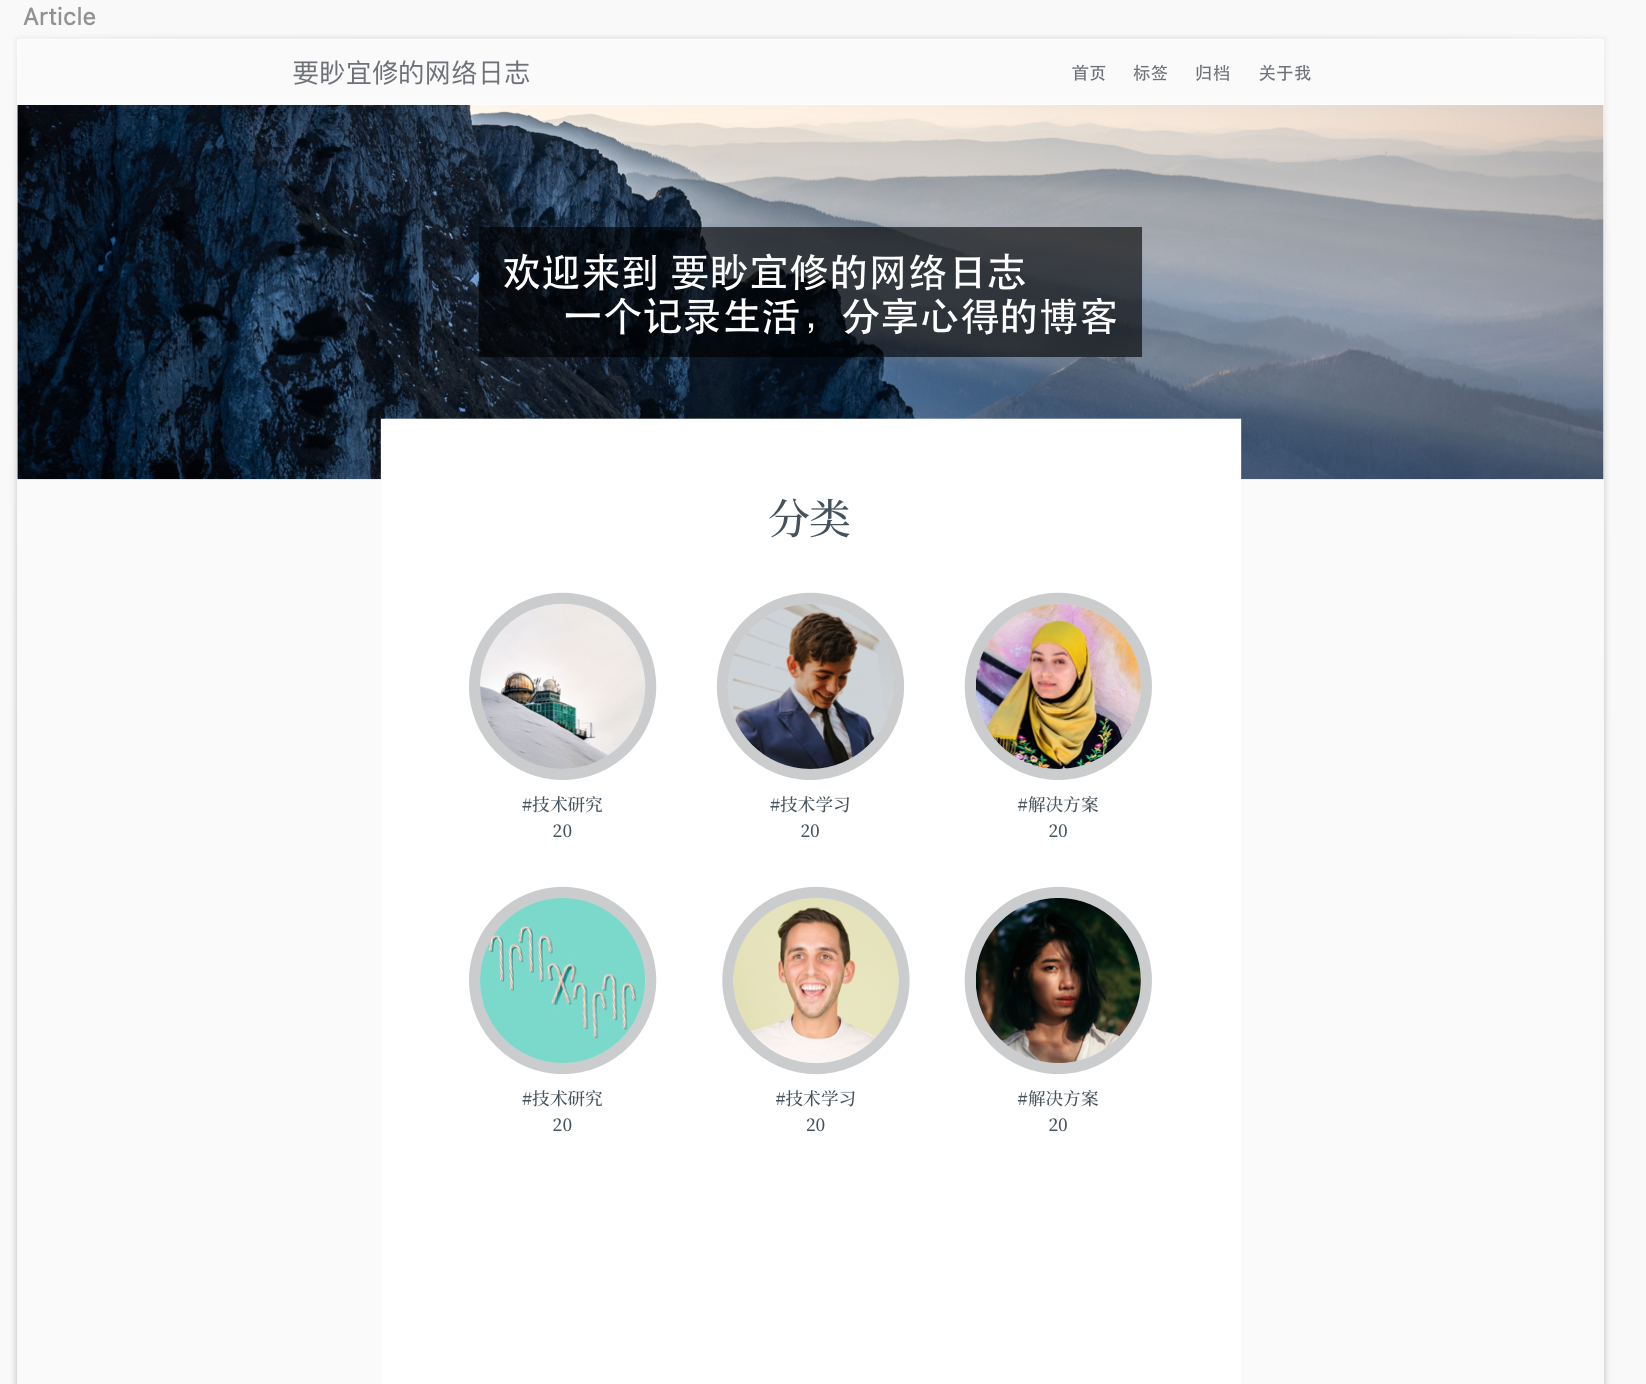 Article
要眇宜修的网络日志
首页 标签 归档 关于我
欢迎来到 要眇宜修的网络日志
一个记录生活，分享心得的博客
分类
#技术研究 #技术学习 #解决方案
20 20 20
#技术研究 #技术学习 #解决方案
20 20 20